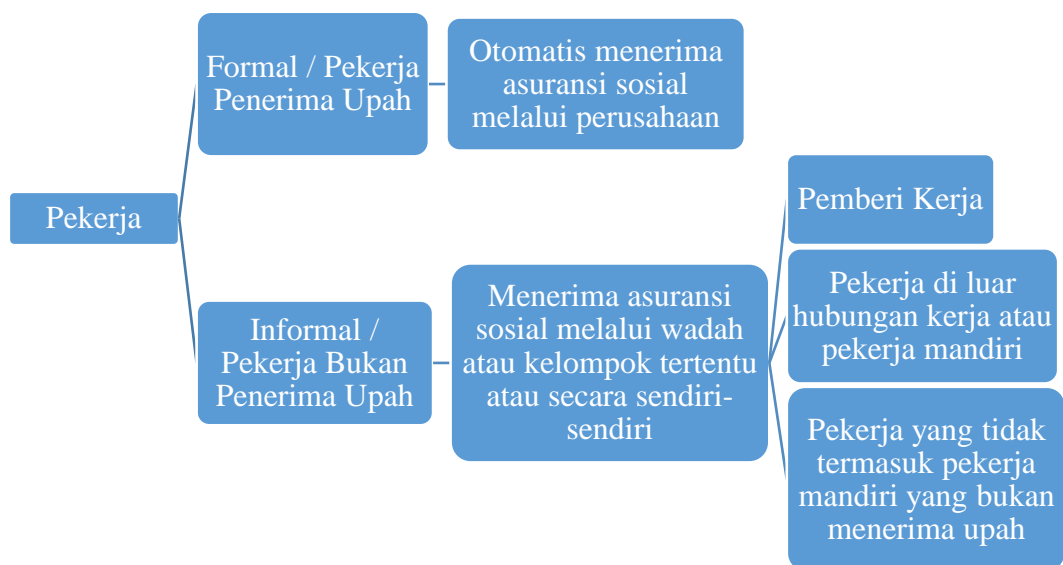 Pekerja
Formal / Pekerja
Penerima Upah
Otomatis menerima
asuransi sosial
melalui perusahaan
Informal /
Pekerja Bukan
Penerima Upah
Menerima asuransi
sosial melalui wadah
atau kelompok tertentu
atau secara sendiri-
sendiri
Pemberi Kerja
Pekerja di luar
hubungan kerja atau
pekerja mandiri
Pekerja yang tidak
termasuk pekerja
mandiri yang bukan
menerima upah